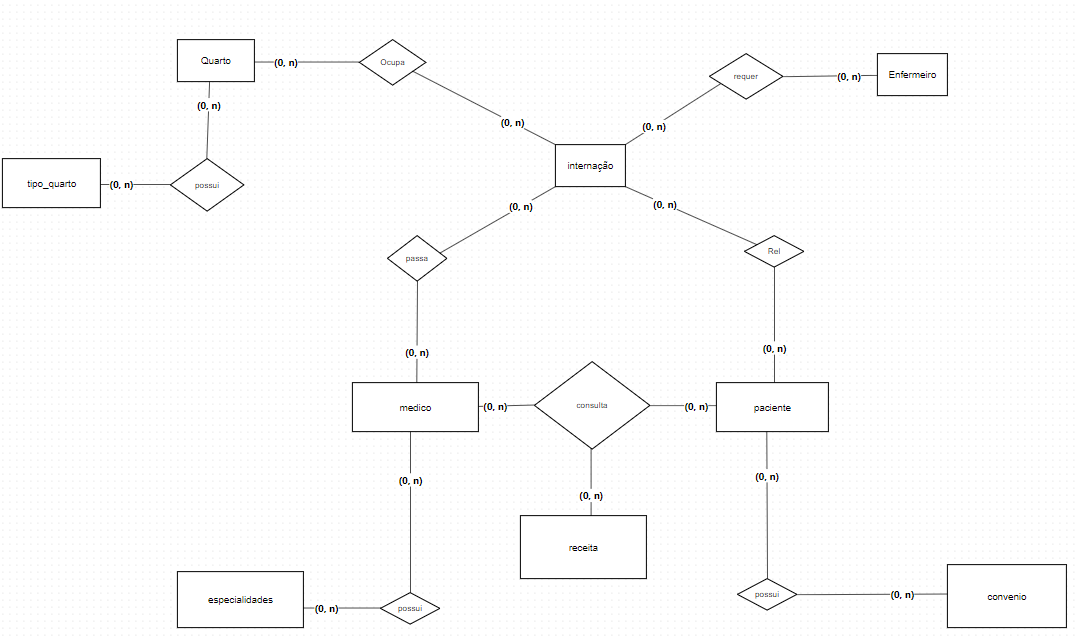 Quarto
(0, n)
Ocupa
requer
(0, n)
Enfermeiro
(0, n)
(0, n)
(0, n)
internação
tipo_quarto
(0, n)
possui
(0, n)
(0, n)
passa
Rel
(0, n)
(0, n)
medico
(0, n)
consulta
(0, n)
paciente
(0, n)
(0, n)
(0, n)
receita
especialidades
(0, n)
possui
possui
(0, n)
convenio